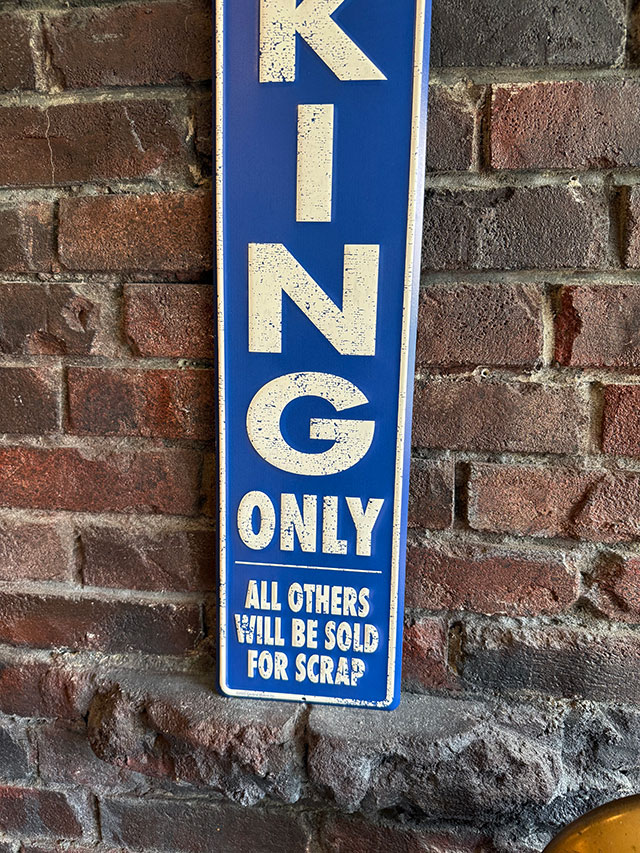 K
I
N
G
ONLY
ALL OTHERS
WILL BE SOLD
FOR SCRAP